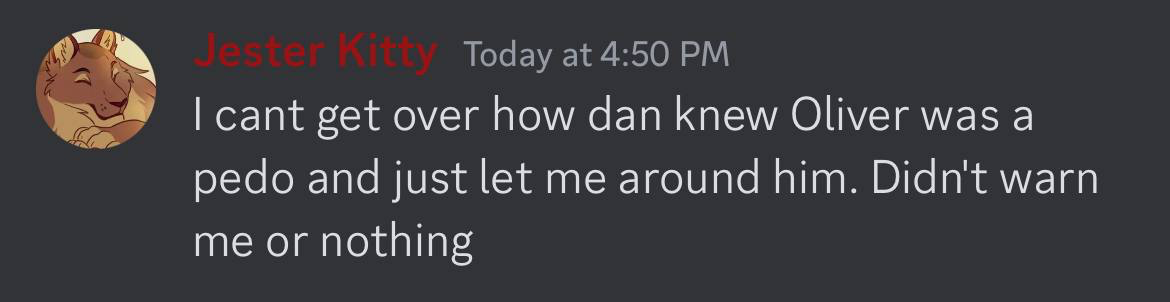 Jester Kitty Today at 4:50 PM
I cant get over how dan knew Oliver was a
pedo and just let me around him. Didn't warn
me or nothing